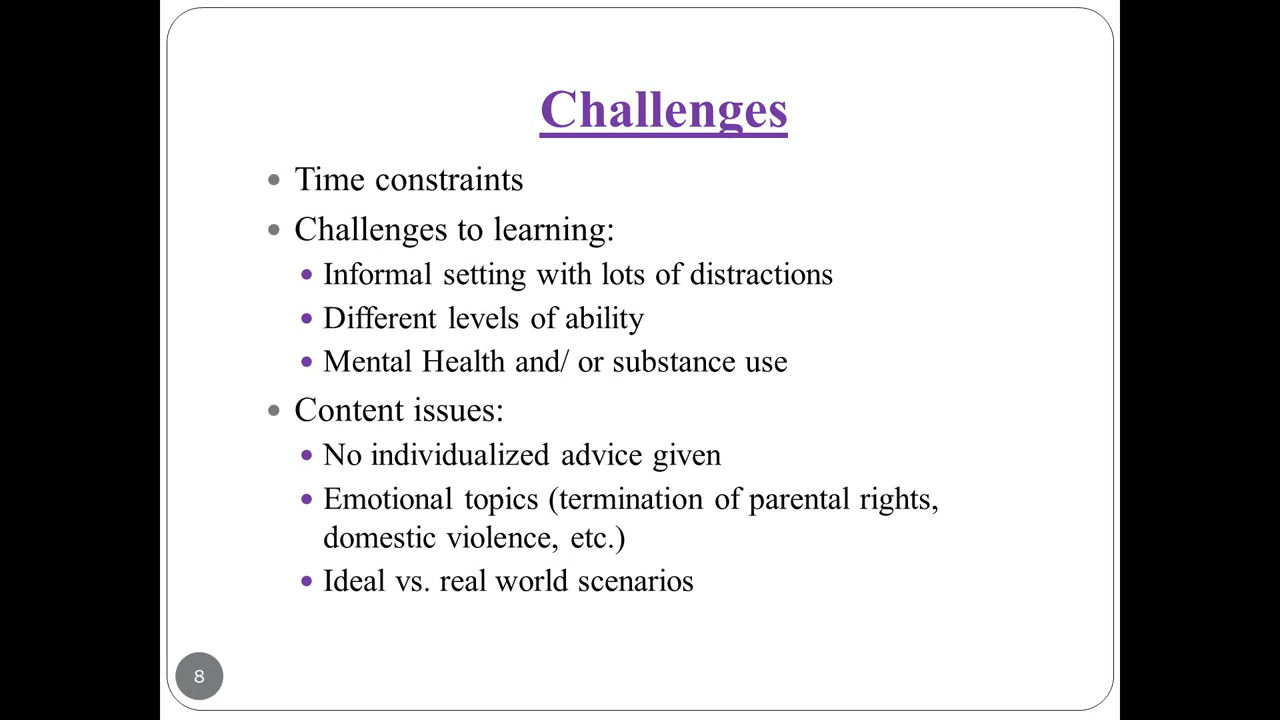 Challenges
• Time constraints
• Challenges to learning:
• Informal setting with lots of distractions
• Different levels of ability
• Mental Health and/ or substance use
• Content issues:
• No individualized advice given
• Emotional topics (termination of parental rights,
domestic violence, etc.)
• Ideal vs. real world scenarios
8